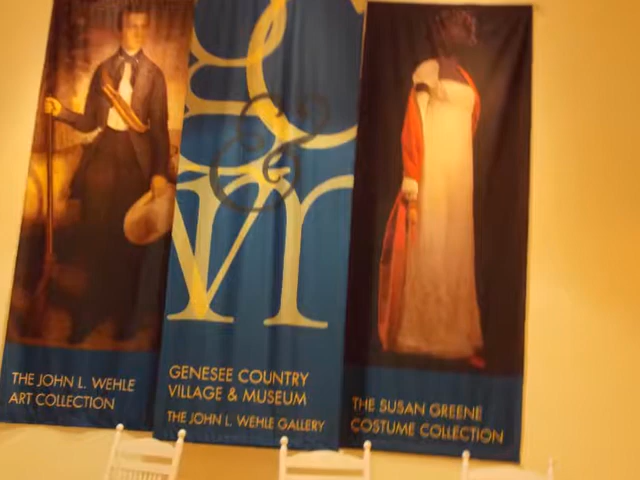 THE JOHN L. WEHLE
ART COLLECTION
GENESEE COUNTRY
VILLAGE & MUSEUM
THE JOHN L. WEHLE GALLERY
THE SUSAN GREENE
COSTUME COLLECTION